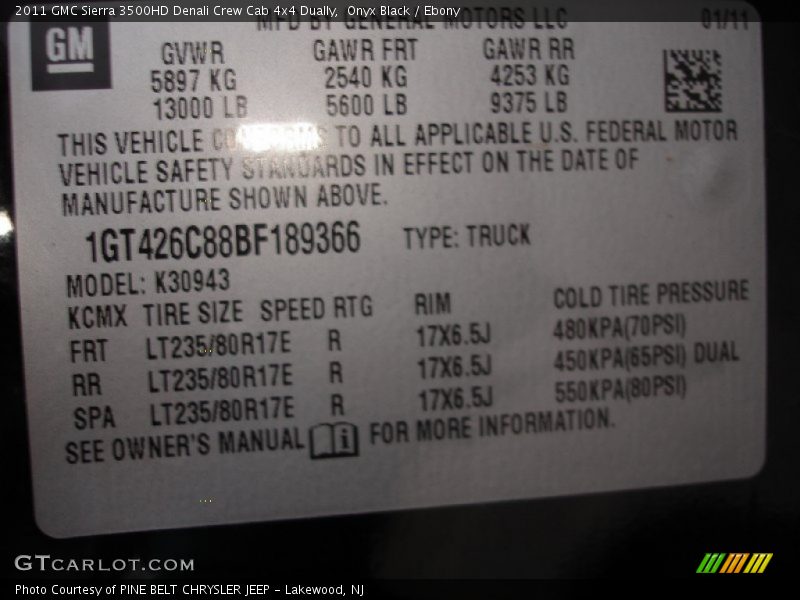 2011 GMC Sierra 3500HD Denali Crew Cab 4x4 Dually, Onyx Black / Ebony
MFD BY GENERAL MOTORS LLC 01/11
GM
GVWR GAWR FRT GAWR RR
5897 KG 2540 KG 4253 KG
13000 LB 5600 LB 9375 LB
THIS VEHICLE CONFORMS TO ALL APPLICABLE U.S. FEDERAL MOTOR
VEHICLE SAFETY STANDARDS IN EFFECT ON THE DATE OF
MANUFACTURE SHOWN ABOVE.
1GT426C88BF189366 TYPE: TRUCK
MODEL: K30943
KCMX TIRE SIZE SPEED RTG RIM COLD TIRE PRESSURE
FRT LT235/80R17E R 17X6.5J 480KPA(70PSI)
RR LT235/80R17E R 17X6.5J 450KPA(65PSI) DUAL
SPA LT235/80R17E R 17X6.5J 550KPA(80PSI)
SEE OWNER'S MANUAL i FOR MORE INFORMATION.
GTCARLOT.COM
Photo Courtesy of PINE BELT CHRYSLER JEEP - Lakewood, NJ